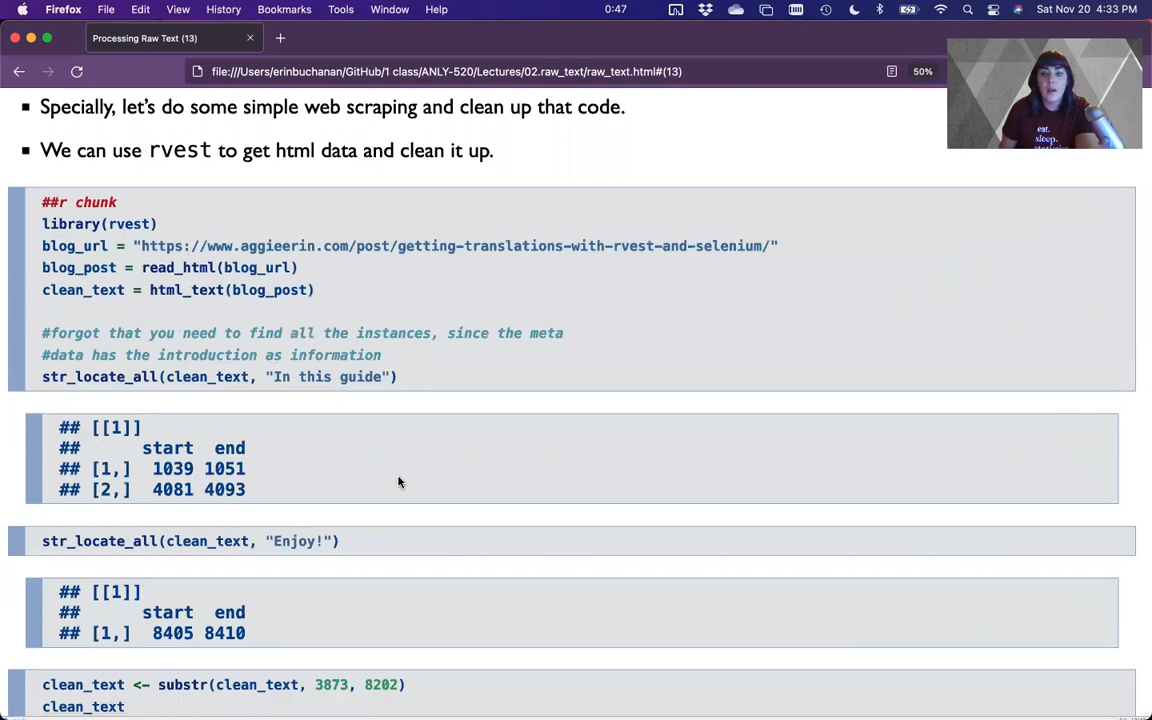 Firefox File Edit View History Bookmarks Tools Window Help 0:47 Sat Nov 20 4:33 PM
Processing Raw Text (13)
file:///Users/erinbuchanan/GitHub/1 class/ANLY-520/Lectures/02.raw_text/raw_text.html#(13) 50%
eat.
sleep.
▪ Specially, let's do some simple web scraping and clean up that code.
▪ We can use rvest to get html data and clean it up.
##r chunk
library(rvest)
blog_url = "https://www.aggieerin.com/post/getting-translations-with-rvest-and-selenium/"
blog_post = read_html(blog_url)
clean_text = html_text(blog_post)
#forgot that you need to find all the instances, since the meta
#data has the introduction as information
str_locate_all(clean_text, "In this guide")
## [[1]]
## start end
## [1,] 1039 1051
## [2,] 4081 4093
str_locate_all(clean_text, "Enjoy!")
## [[1]]
## start end
## [1,] 8405 8410
clean_text <- substr(clean_text, 3873, 8202)
clean_text